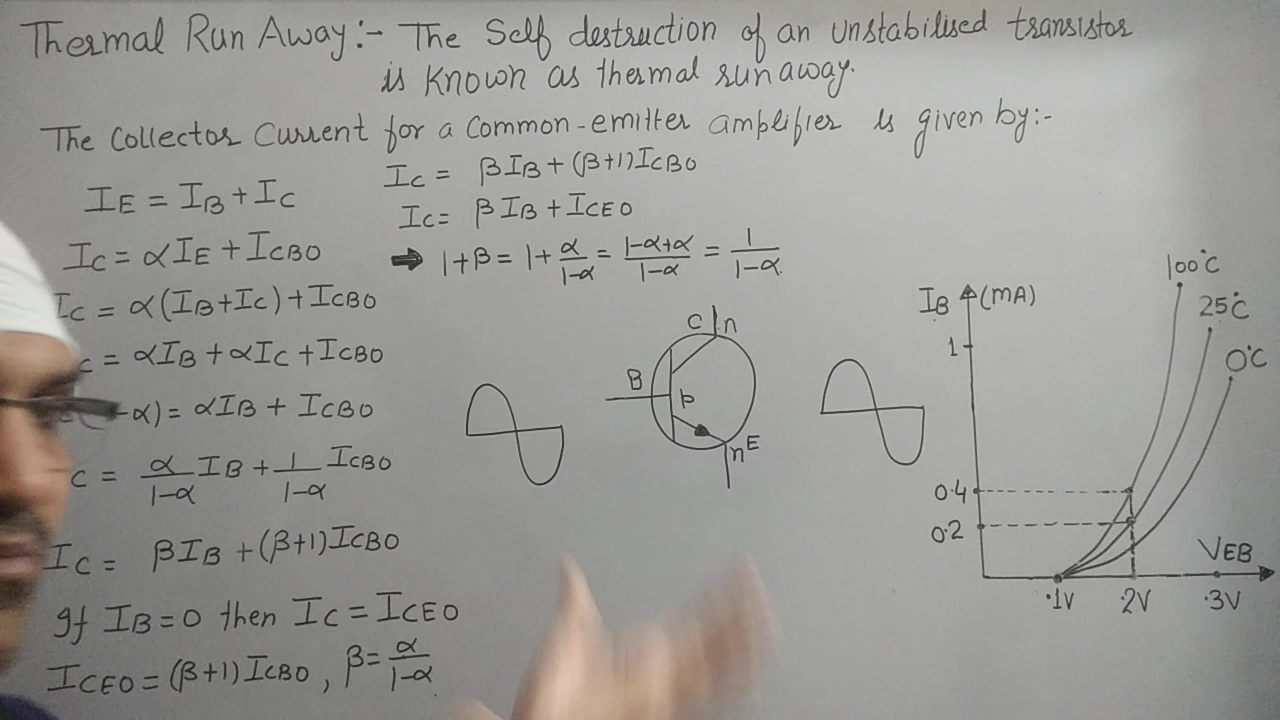 Thermal Run Away:- The Self destruction of an unstabilised transistor
is Known as thermal runaway.
The Collector Current for a Common-emitter amplifier is given by:-
IE = IB + IC
IC = αIE + ICBO
IC = α(IB+IC) + ICBO
C = αIB + αIC + ICBO
-α) = αIB + ICBO
C = α/1-α IB + 1/1-α ICBO
IC = βIB + (β+1)ICBO
If IB=0 then IC = ICEO
ICEO = (β+1)ICBO, β = α/1-α
IC = βIB + (β+1)ICBO
IC = βIB + ICEO
➡ 1+β = 1+ α/1-α = 1-α+α/1-α = 1/1-α
C n
B
p
n E
IB (mA)
100°C
25°C
0°C
1
0.4
0.2
VEB
.1V .2V .3V